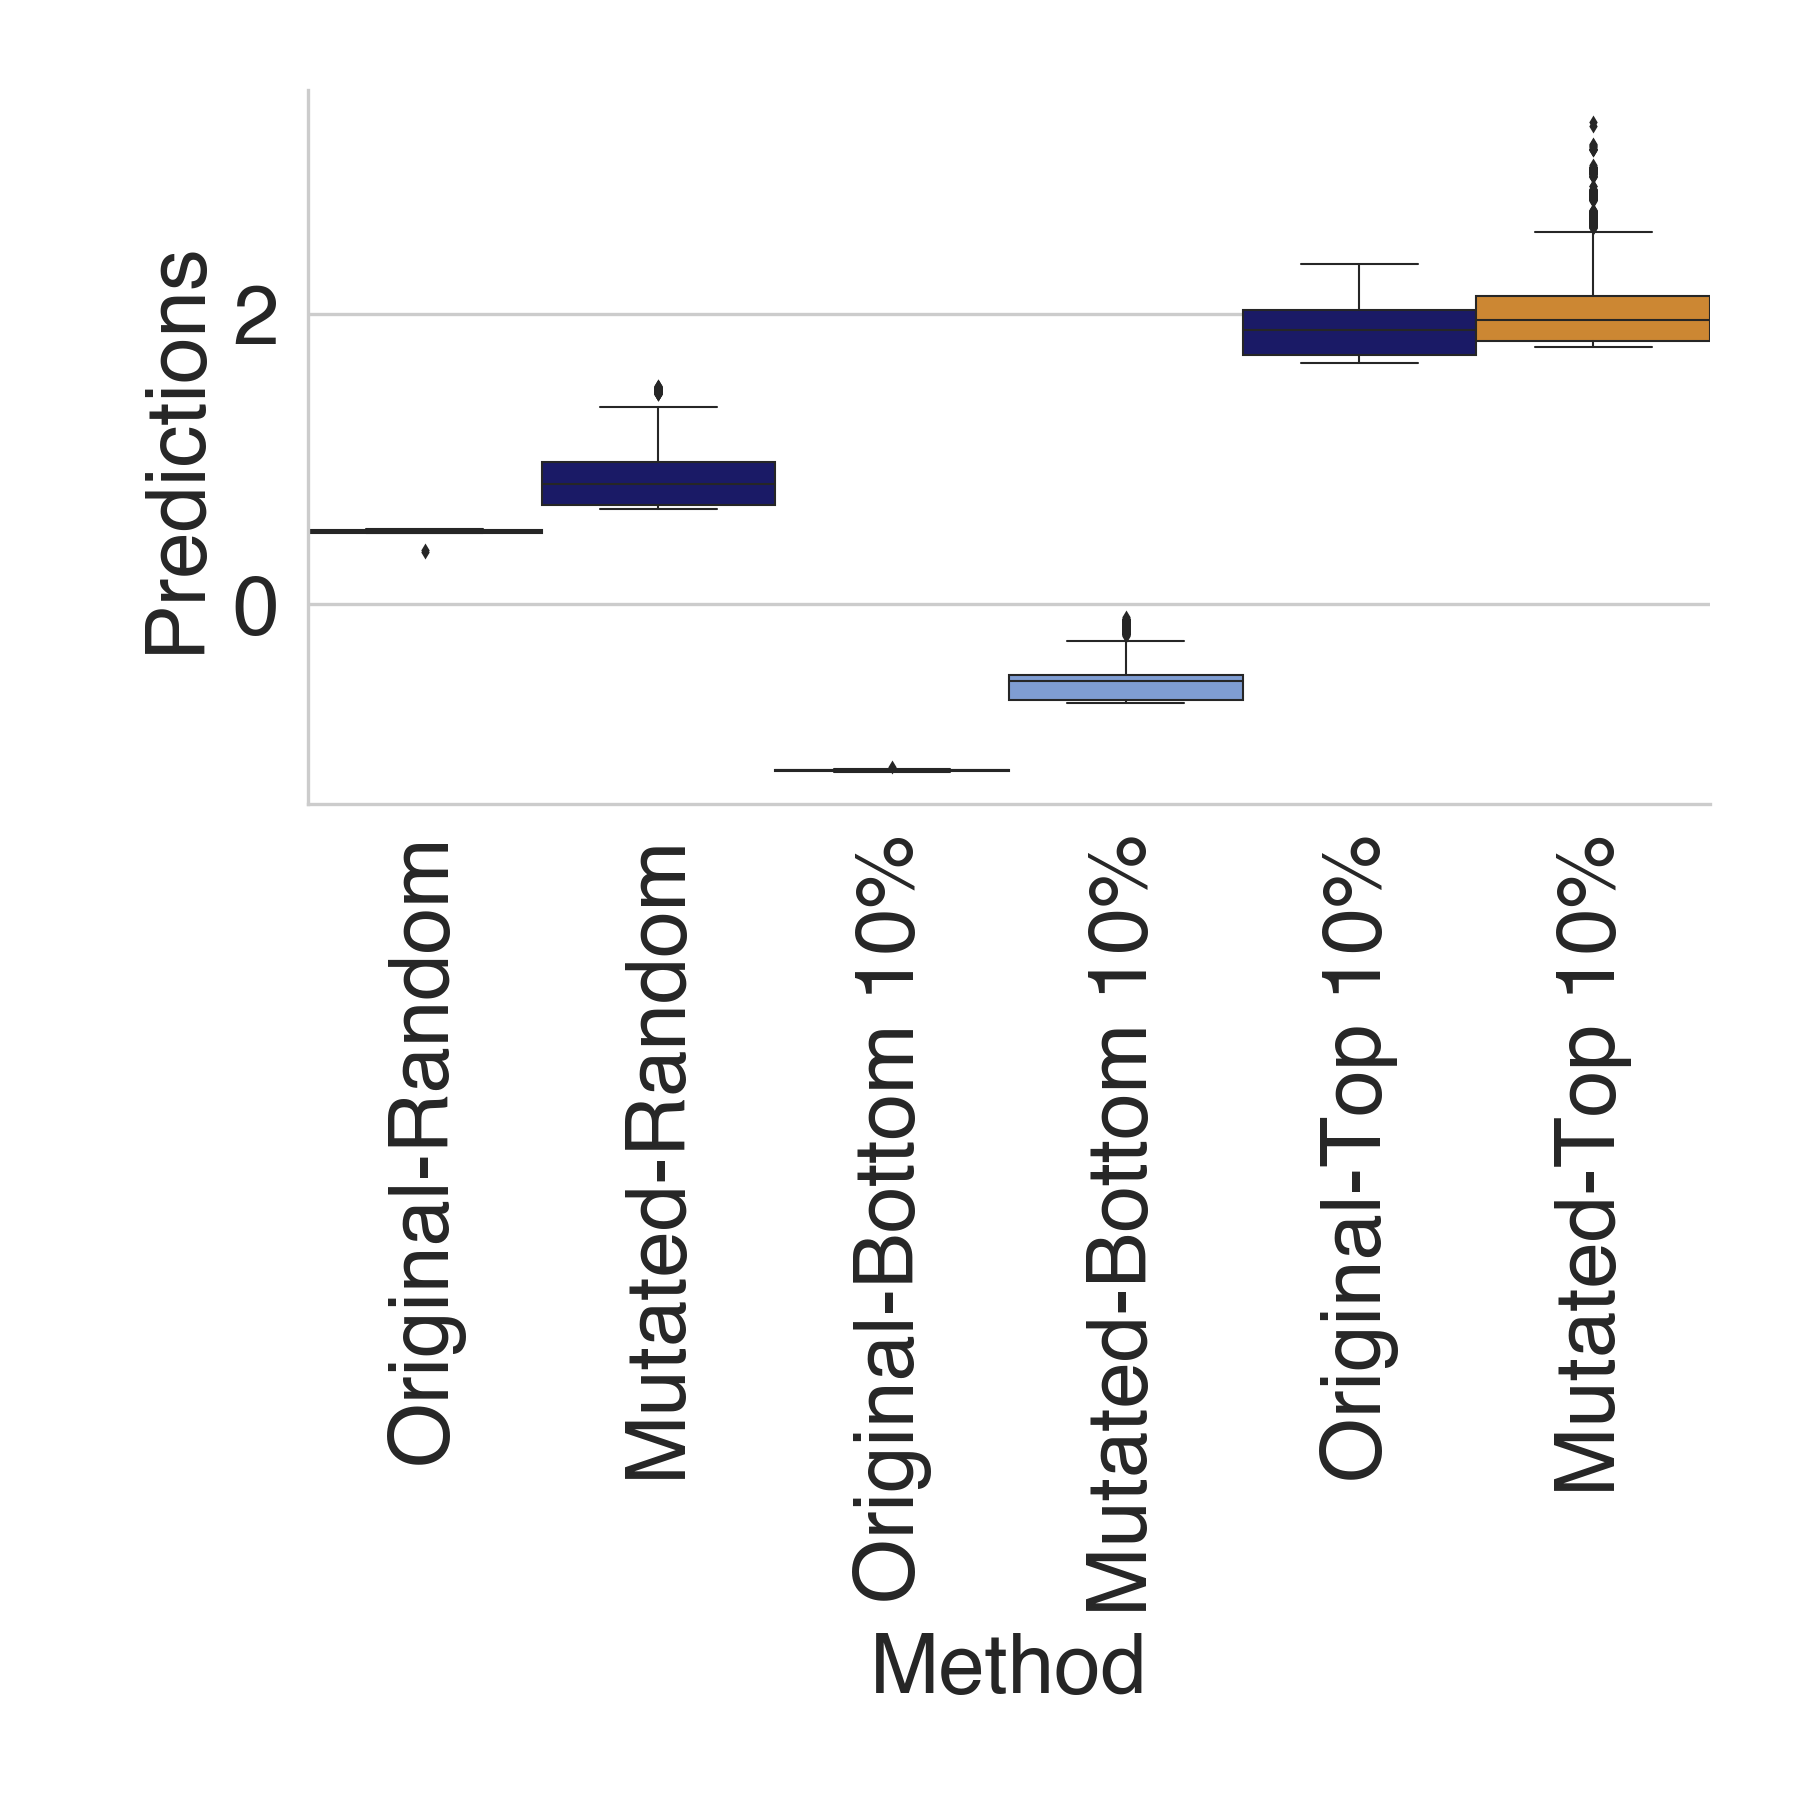 Predictions
2
0
Original-Random
Mutated-Random
Original-Bottom 10%
Mutated-Bottom 10%
Original-Top 10%
Mutated-Top 10%
Method